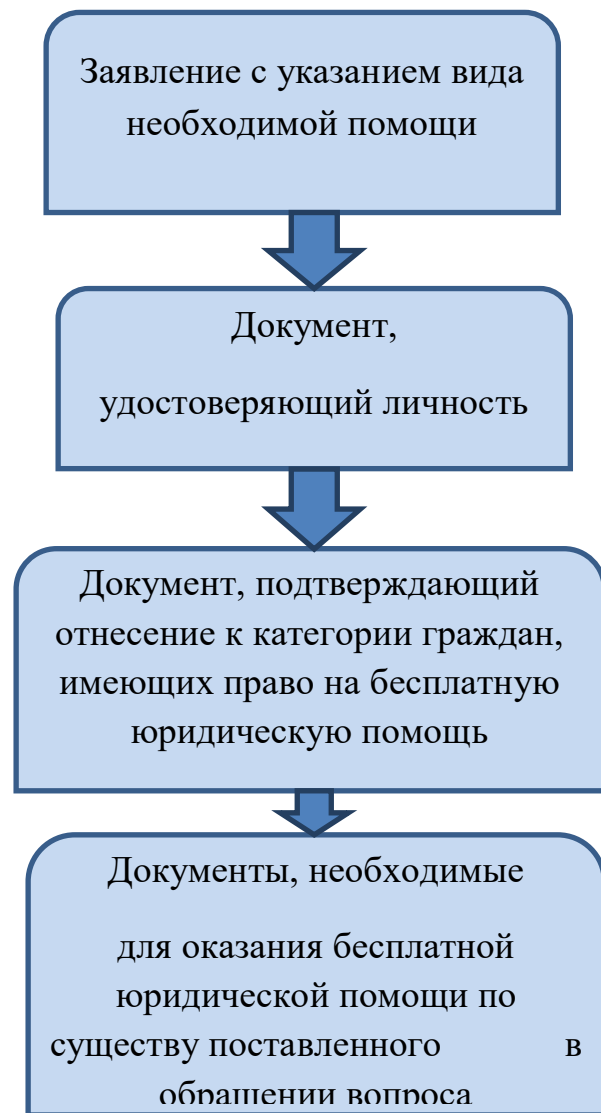 Заявление с указанием вида
необходимой помощи
Документ,
удостоверяющий личность
Документ, подтверждающий
отнесение к категории граждан,
имеющих право на бесплатную
юридическую помощь
Документы, необходимые
для оказания бесплатной
юридической помощи по
существу поставленного в
обращении вопроса